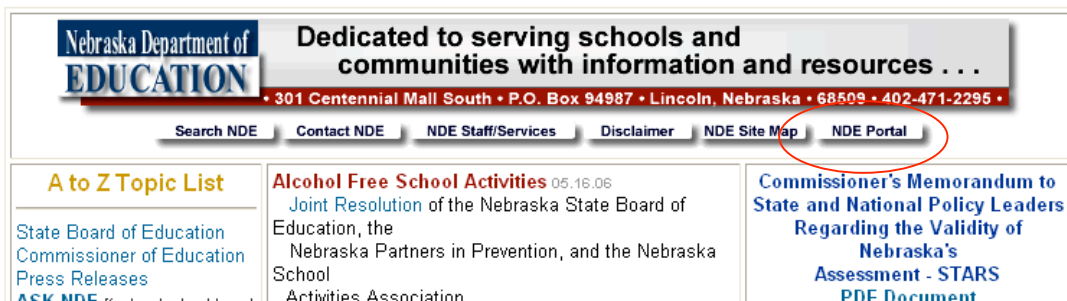 Nebraska Department of
EDUCATION
Dedicated to serving schools and
communities with information and resources . . .
• 301 Centennial Mall South • P.O. Box 94987 • Lincoln, Nebraska • 68509 • 402-471-2295 •
Search NDE Contact NDE NDE Staff/Services Disclaimer NDE Site Map NDE Portal
A to Z Topic List
State Board of Education
Commissioner of Education
Press Releases
ASK NDE
Alcohol Free School Activities 05.16.06
Joint Resolution of the Nebraska State Board of
Education, the
Nebraska Partners in Prevention, and the Nebraska
School
Activities Association
Commissioner's Memorandum to
State and National Policy Leaders
Regarding the Validity of
Nebraska's
Assessment - STARS
PDF Document